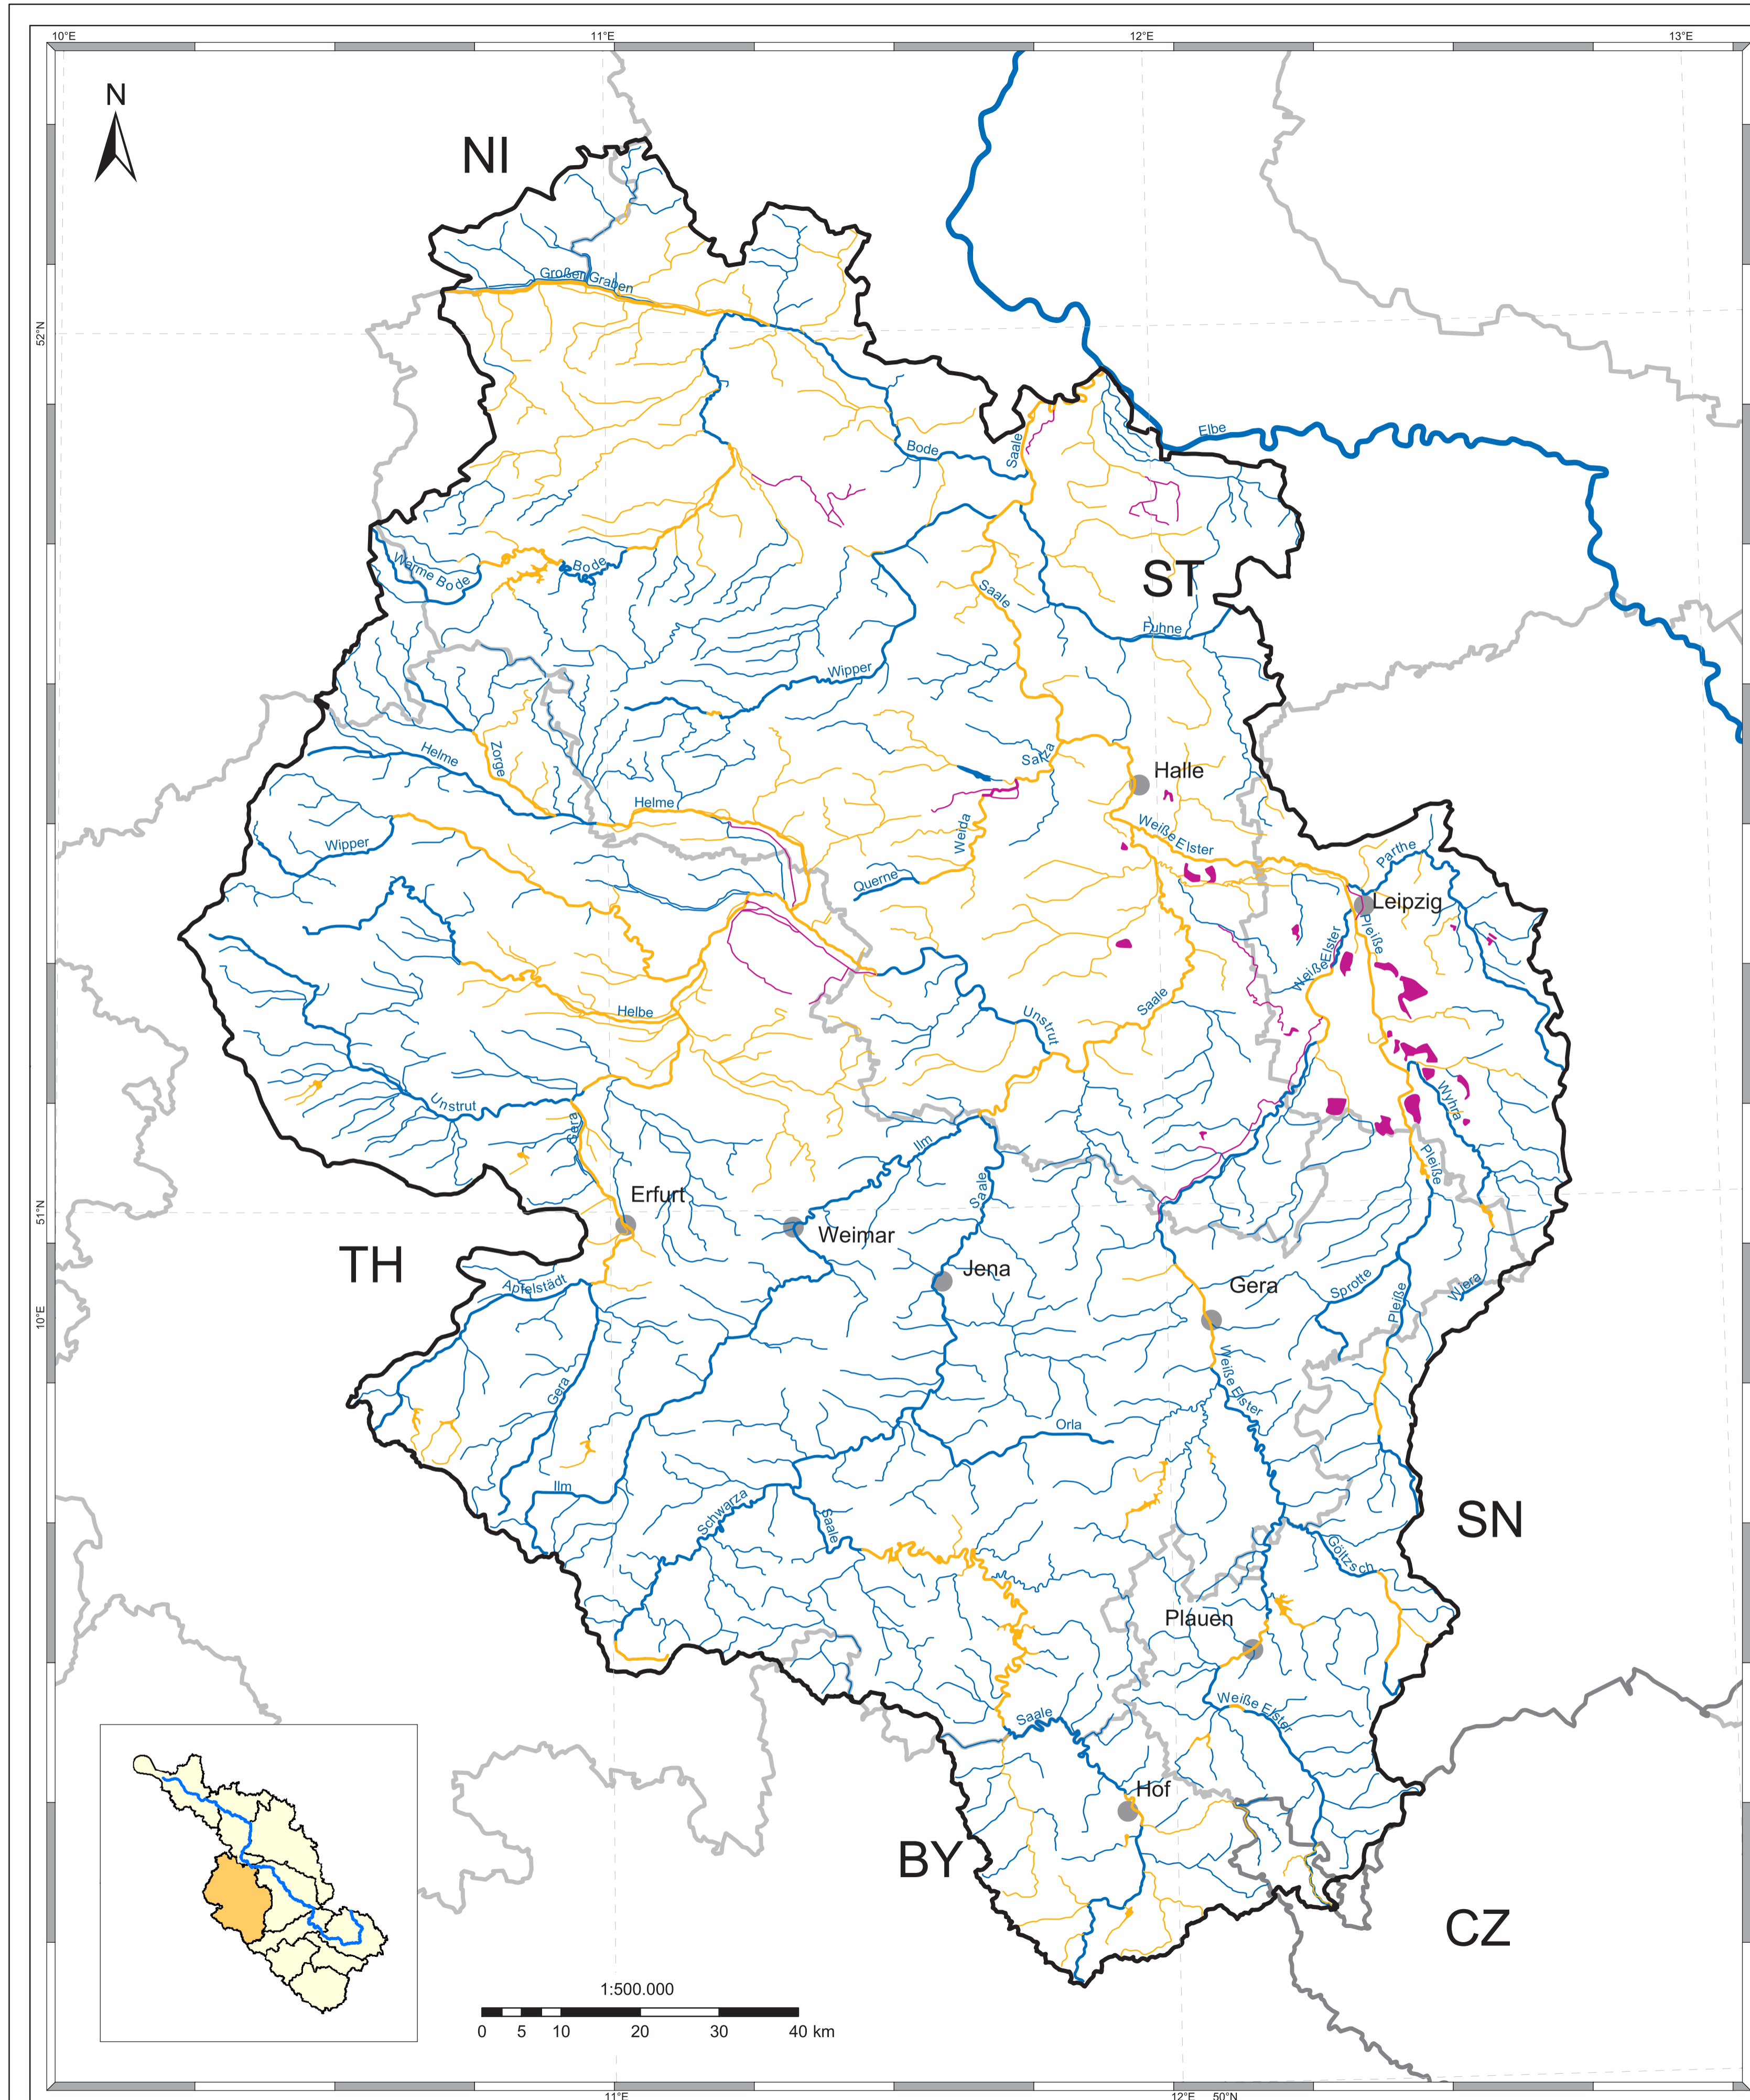 10°E
11°E
12°E
13°E
N
NI
Großer Graben
52°N
Elbe
Bode
Saale
Warme Bode
Bode
ST
Saale
Fuhne
Wipper
Helme
Zorge
Salza
Halle
Helme
Weida
Weiße Elster
Wipper
Parthe
Querne
Leipzig
Pleiße
Weiße Elster
Helbe
Saale
Unstrut
Unstrut
Wyhra
Gera
Ilm
Pleiße
Saale
Erfurt
51°N
Weimar
TH
Jena
Apfelstädt
Gera
Sprotte
Wiera
Pleiße
10°E
Weiße Elster
Gera
Orla
Ilm
Schwarza
Saale
SN
Göltzsch
Plauen
Weiße Elster
Saale
Hof
BY
CZ
1:500.000
0 5 10 20 30 40 km
11°E
12°E
50°N